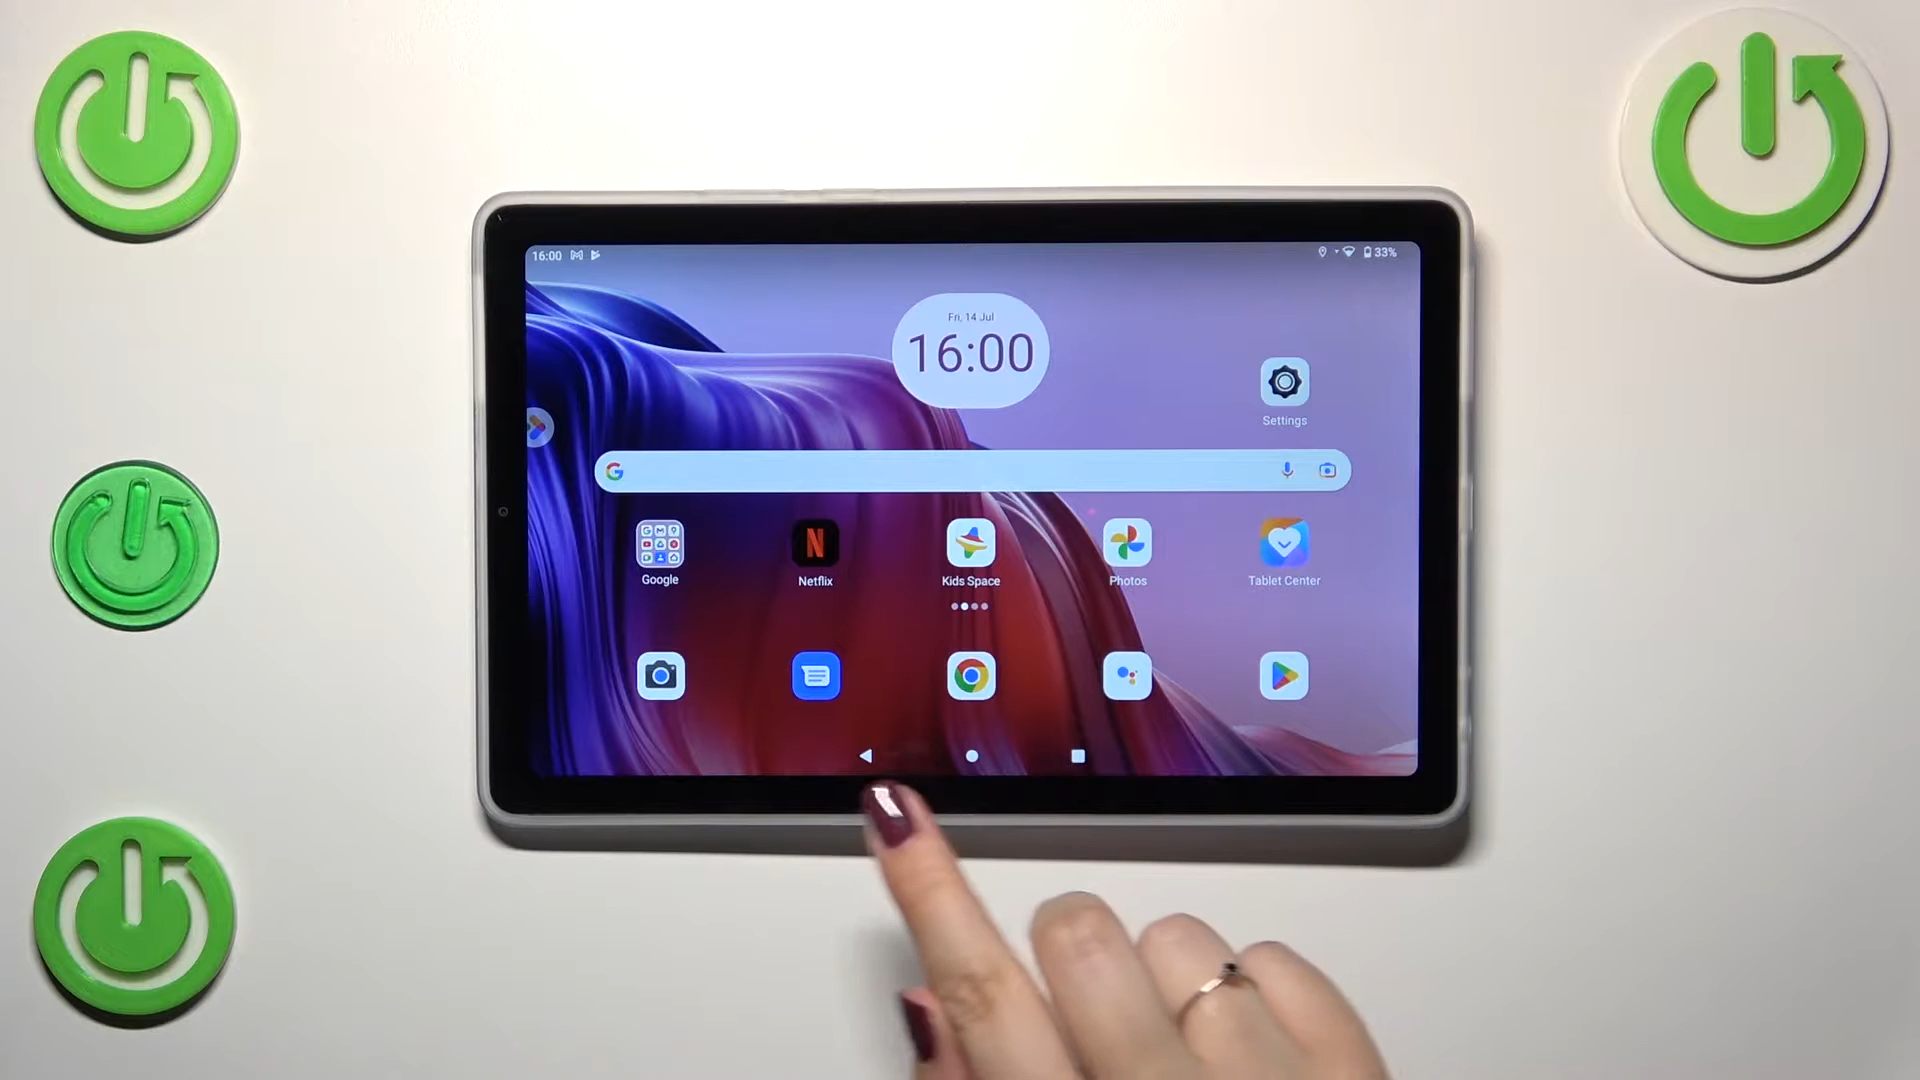 16:00
33%
Fri, 14 Jul
16:00
Settings
Google
Netflix
Kids Space
Photos
Tablet Center